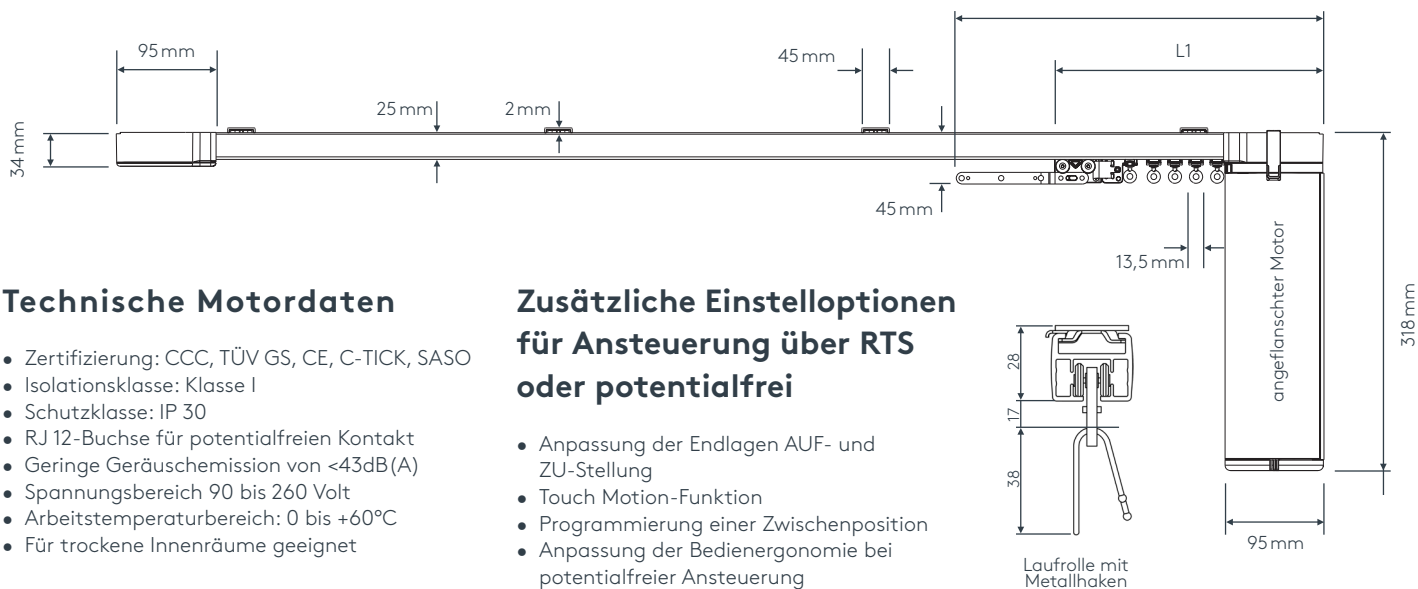 95 mm
34 mm
25 mm
2 mm
45 mm
L1
45 mm
13,5 mm
angeflanschter Motor
318 mm
95 mm
Technische Motordaten
• Zertifizierung: CCC, TÜV GS, CE, C-TICK, SASO
• Isolationsklasse: Klasse I
• Schutzklasse: IP 30
• RJ 12-Buchse für potentialfreien Kontakt
• Geringe Geräuschemission von <43dB(A)
• Spannungsbereich 90 bis 260 Volt
• Arbeitstemperaturbereich: 0 bis +60°C
• Für trockene Innenräume geeignet
Zusätzliche Einstelloptionen
für Ansteuerung über RTS
oder potentialfrei
• Anpassung der Endlagen AUF- und
ZU-Stellung
• Touch Motion-Funktion
• Programmierung einer Zwischenposition
• Anpassung der Bedienergonomie bei
potentialfreier Ansteuerung
28
17
38
Laufrolle mit
Metallhaken